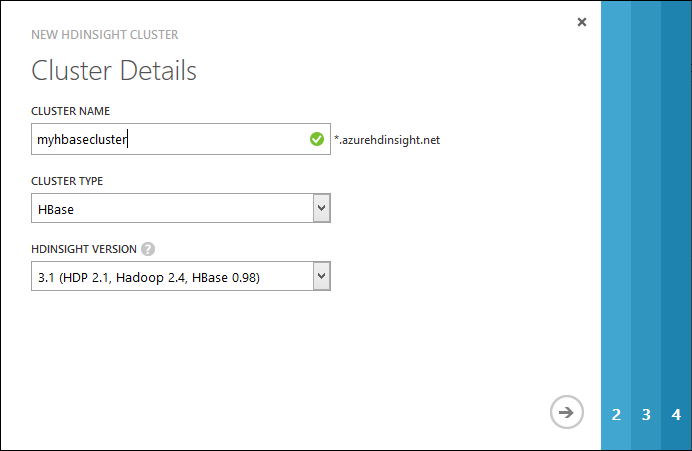 NEW HDINSIGHT CLUSTER
Cluster Details
CLUSTER NAME
myhbasecluster *.azurehdinsight.net
CLUSTER TYPE
HBase
HDINSIGHT VERSION ?
3.1 (HDP 2.1, Hadoop 2.4, HBase 0.98)
2 3 4